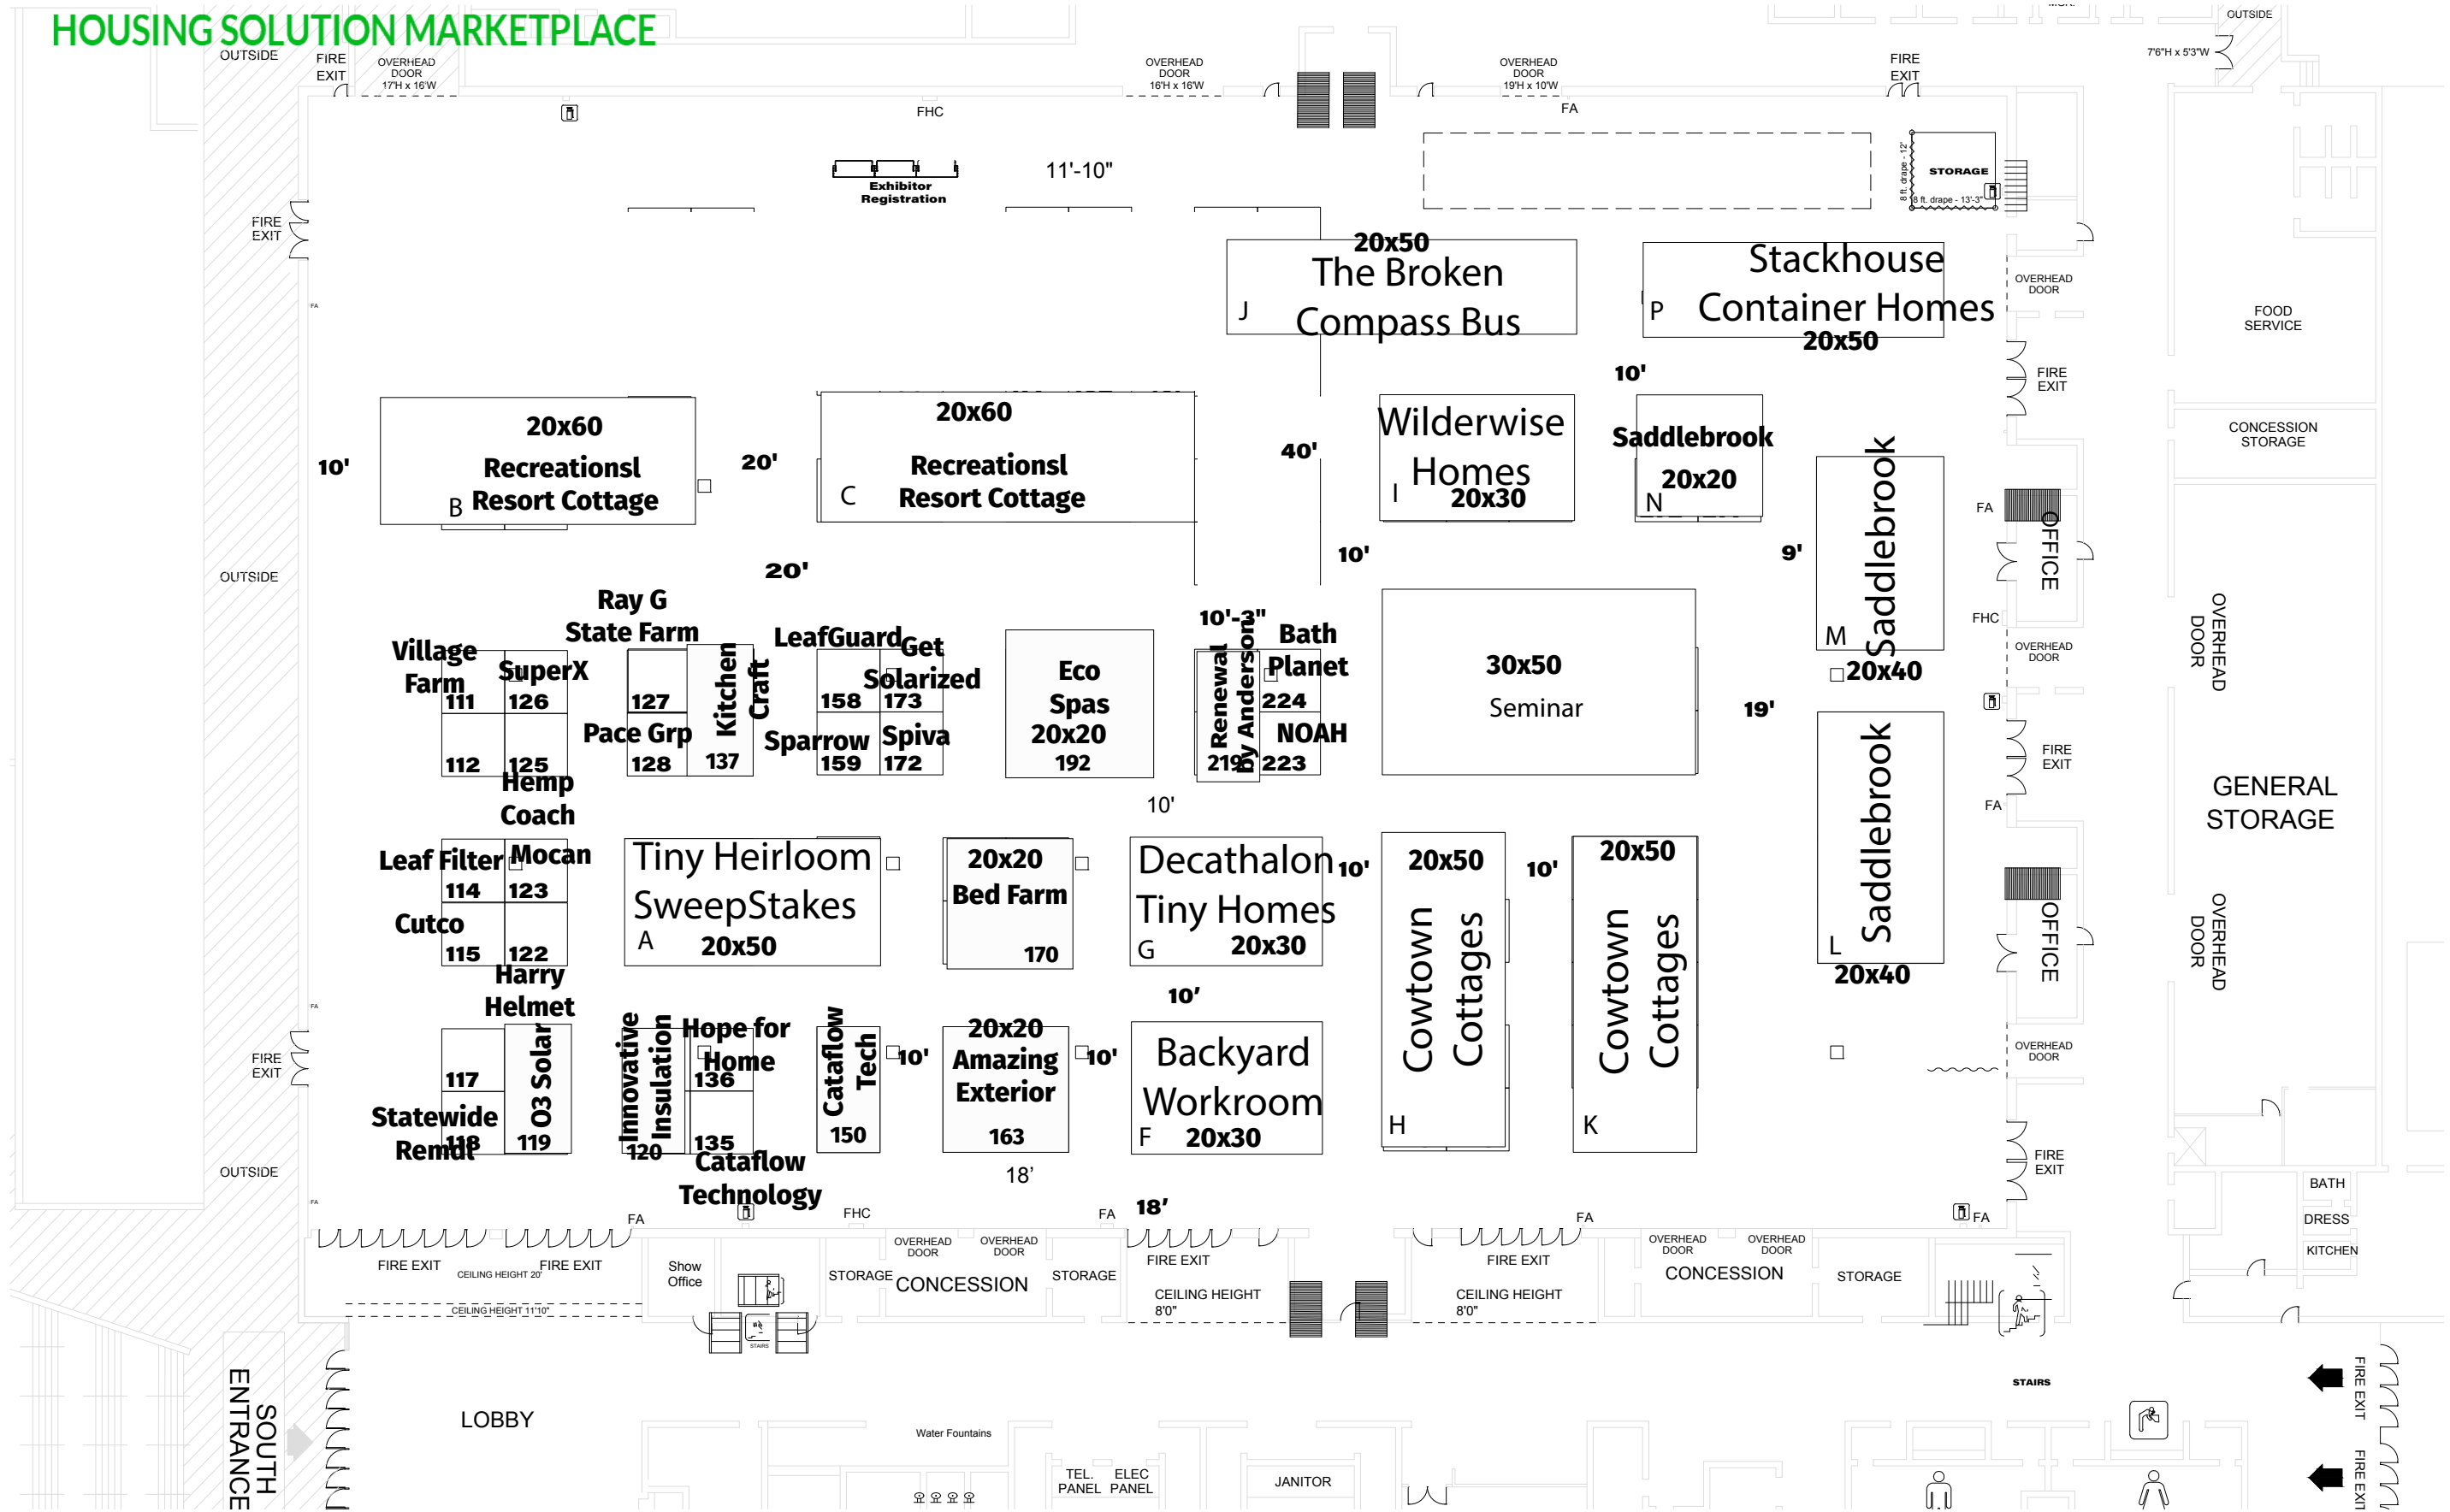 HOUSING SOLUTION MARKETPLACE
OUTSIDE
FIRE
EXIT
OVERHEAD
DOOR
17'H x 16'W
OVERHEAD
DOOR
16'H x 16'W
OVERHEAD
DOOR
19'H x 10'W
FIRE
EXIT
OUTSIDE
7'6"H x 5'3"W
FHC
FA
Exhibitor
Registration
11'-10"
8 ft. drape - 12'
STORAGE
8 ft. drape - 13'-3"
FIRE
EXIT
FA
20x50
The Broken
Compass Bus
J
Stackhouse
Container Homes
P
20x50
OVERHEAD
DOOR
FOOD
SERVICE
10'
FIRE
EXIT
10'
20x60
Recreationsl
Resort Cottage
B
20'
20x60
Recreationsl
Resort Cottage
C
40'
Wilderwise
Homes
20x30
I
Saddlebrook
20x20
N
CONCESSION
STORAGE
FA
OFFICE
Saddlebrook
M
20x40
9'
10'
OUTSIDE
20'
FHC
OVERHEAD
DOOR
OVERHEAD
DOOR
Village
Farm
111
SuperX
126
112
125
Hemp
Coach
Ray G
State Farm
127
Pace Grp
128
Kitchen
Craft
137
LeafGuard
158
Get
Solarized
173
Sparrow
159
Spiva
172
Eco
Spas
20x20
192
10'-3"
Renewal
by Anderson
219
Bath
Planet
224
NOAH
223
30x50
Seminar
19'
FIRE
EXIT
FA
GENERAL
STORAGE
10'
Leaf Filter
114
Mocan
123
Cutco
115
122
Harry
Helmet
Tiny Heirloom
SweepStakes
A
20x50
20x20
Bed Farm
170
Decathalon
Tiny Homes
G
20x30
10'
20x50
Cowtown
Cottages
H
10'
20x50
Cowtown
Cottages
K
Saddlebrook
L
20x40
OFFICE
OVERHEAD
DOOR
10'
FA
FIRE
EXIT
117
Statewide
Remdl
118
O3 Solar
119
Innovative
Insulation
120
Hope for
Home
136
135
Cataflow
Technology
Cataflow
Tech
150
10'
20x20
Amazing
Exterior
163
10'
Backyard
Workroom
F
20x30
OVERHEAD
DOOR
FIRE
EXIT
OUTSIDE
18'
18'
FA
FA
FHC
FA
FA
FA
BATH
DRESS
KITCHEN
FIRE EXIT
CEILING HEIGHT 20'
FIRE EXIT
CEILING HEIGHT 11'10"
Show
Office
STORAGE
OVERHEAD
DOOR
OVERHEAD
DOOR
CONCESSION
STORAGE
FIRE EXIT
CEILING HEIGHT
8'0"
FIRE EXIT
CEILING HEIGHT
8'0"
OVERHEAD
DOOR
OVERHEAD
DOOR
CONCESSION
STORAGE
STAIRS
STAIRS
SOUTH
ENTRANCE
LOBBY
Water Fountains
TEL.
PANEL
ELEC
PANEL
JANITOR
FIRE EXIT
FIRE EXIT